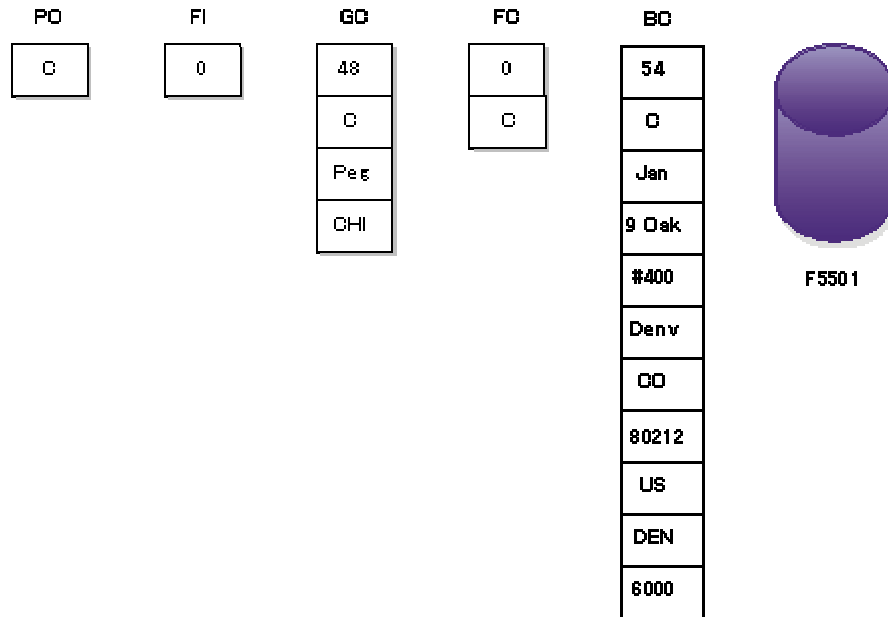 PO FI GC FC BC
C 0 48 0 54
C C C
Peg Jan
CHI 9 Oak
#400 F5501
Denv
CO
80212
US
DEN
6000